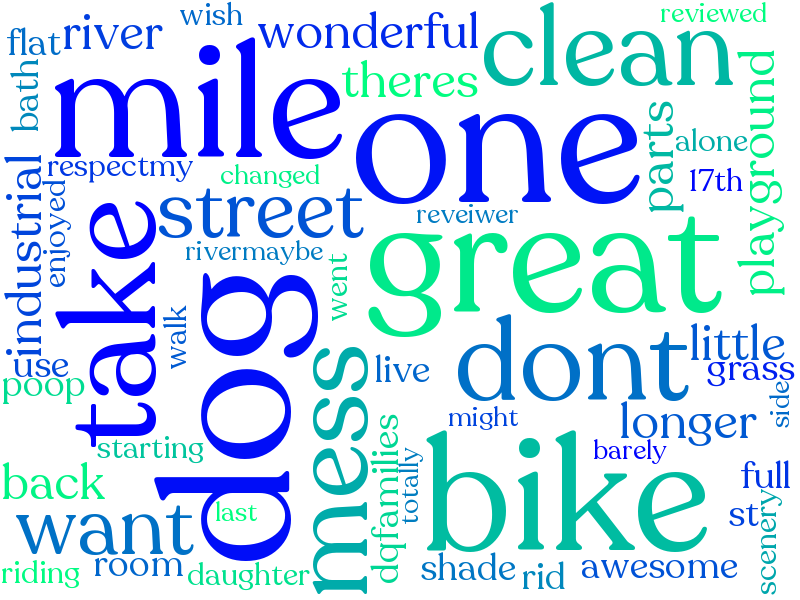 wish
reviewed
flat
river
wonderful
clean
bath
mile
theres
one
playground
parts
alone
respectmy
changed
17th
industrial
enjoyed
take
street
reveiwer
rivermaybe
great
went
dog
walk
use
poop
mess
live
dont
little
grass
side
longer
might
starting
dqfamilies
totally
bike
barely
back
full
want
last
st
scenery
riding
room
daughter
shade
rid
awesome